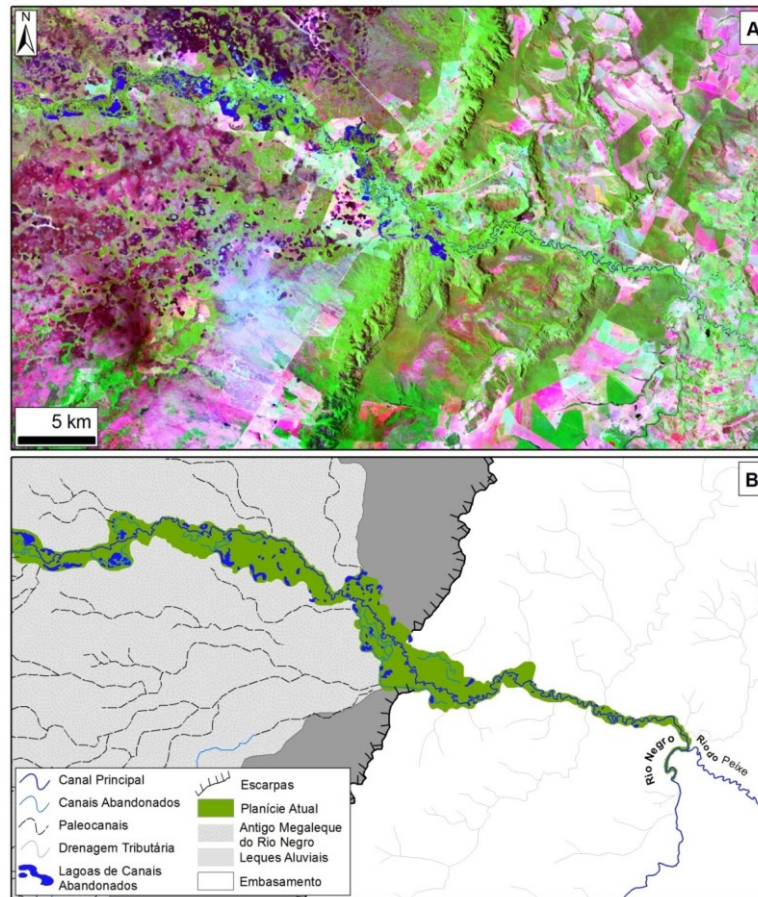 N
A
5 km
B
Rio Negro
Rio do Peixe
Canal Principal
Canais Abandonados
Paleocanais
Drenagem Tributária
Lagoas de Canais
Abandonados
Escarpas
Planície Atual
Antigo Megaleque
do Rio Negro
Leques Aluviais
Embasamento